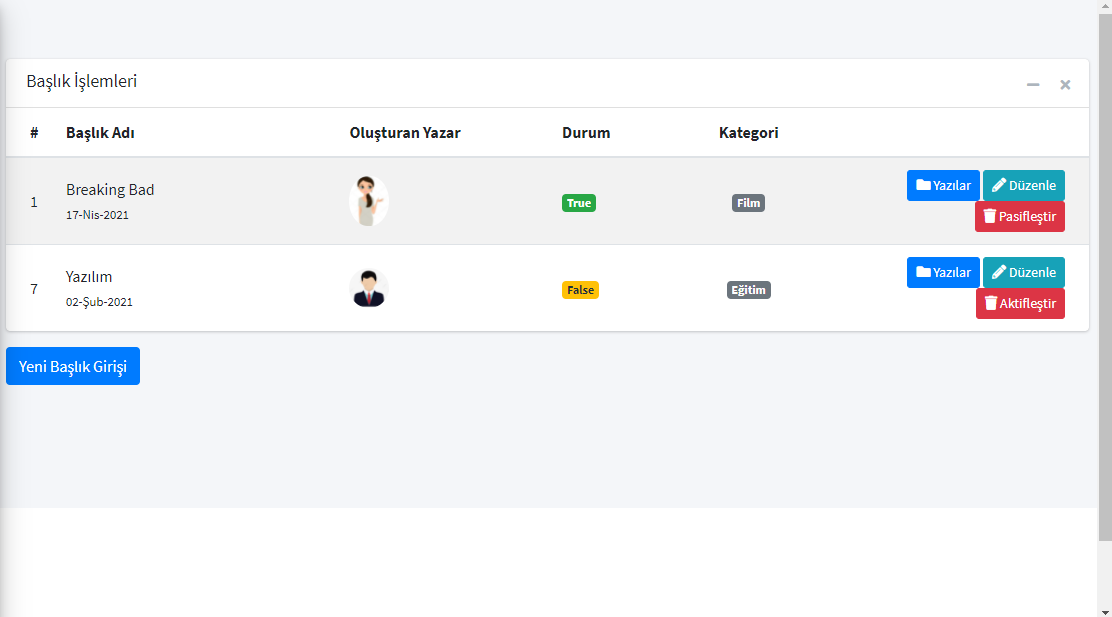 Başlık İşlemleri
# Başlık Adı Oluşturan Yazar Durum Kategori
1 Breaking Bad True Film Yazılar Düzenle
17-Nis-2021 Pasifleştir
7 Yazılım False Eğitim Yazılar Düzenle
02-Şub-2021 Aktifleştir
Yeni Başlık Girişi